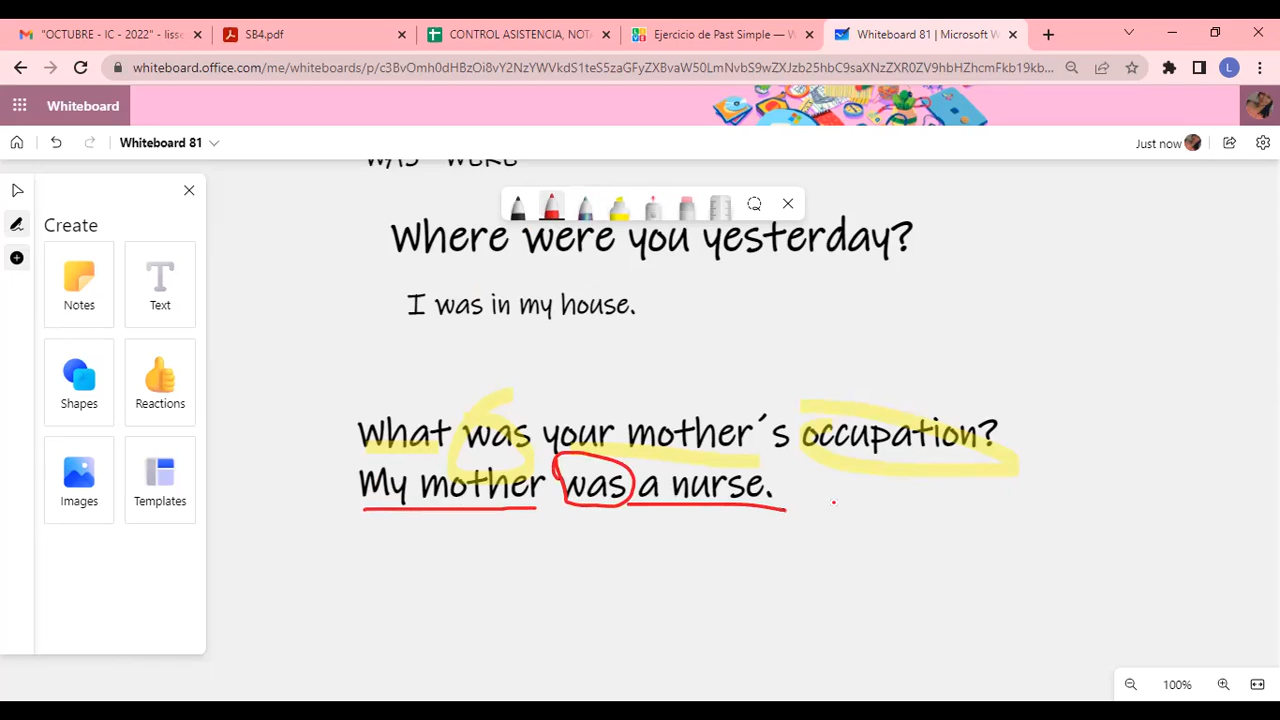 "OCTUBRE - IC - 2022" - liss
SB4.pdf
CONTROL ASISTENCIA, NOT
Ejercicio de Past Simple — W
Whiteboard 81 | Microsoft W
L
whiteboard.office.com/me/whiteboards/p/
Whiteboard
Whiteboard 81
Just now
WAS WERE
Create
Notes
Text
Shapes
Reactions
Images
Templates
Where were you yesterday?
I was in my house.
What was your mother´s occupation?
My mother was a nurse.
100%